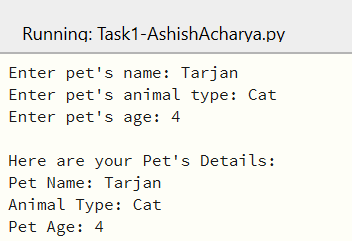 Running: Task1-AshishAcharya.py
Enter pet's name: Tarjan
Enter pet's animal type: Cat
Enter pet's age: 4
Here are your Pet's Details:
Pet Name: Tarjan
Animal Type: Cat
Pet Age: 4